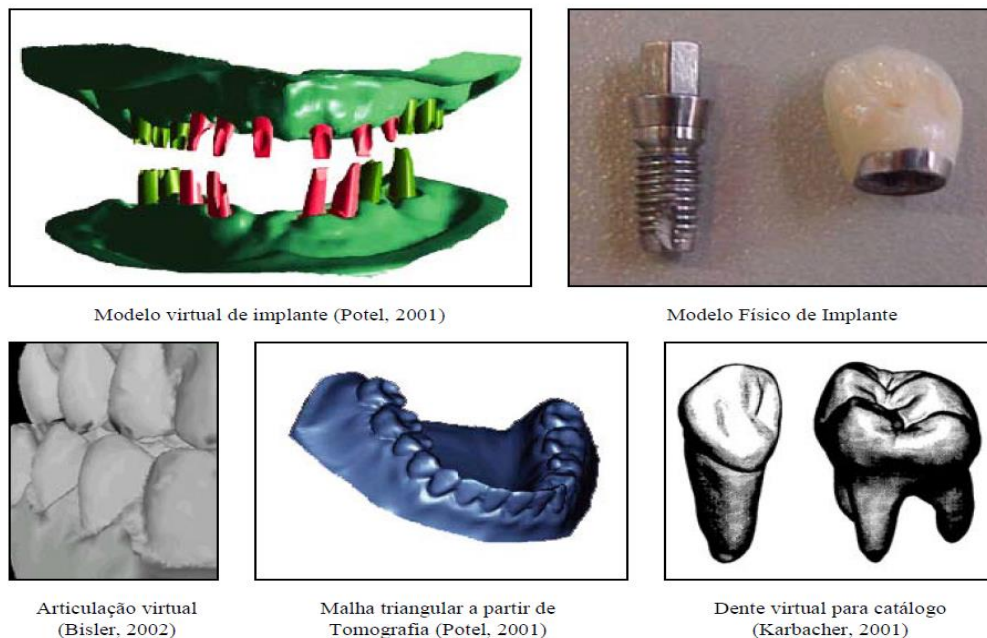 Modelo virtual de implante (Potel, 2001)
Modelo Físico de Implante
Articulação virtual
(Bisler, 2002)
Malha triangular a partir de
Tomografia (Potel, 2001)
Dente virtual para catálogo
(Karbacher, 2001)